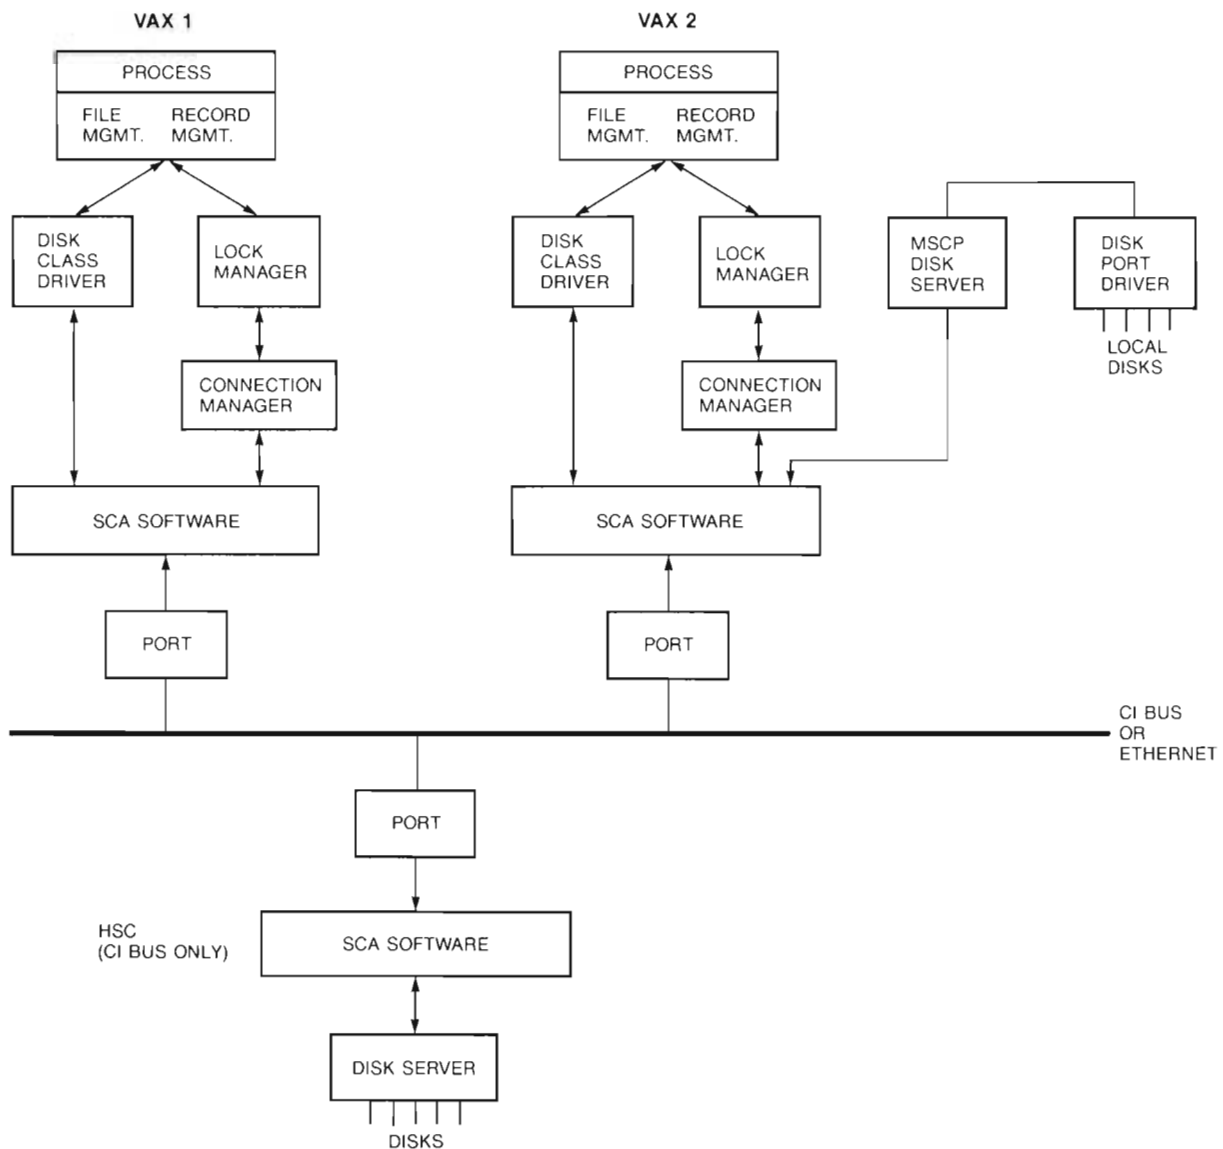 VAX 1
PROCESS
FILE MGMT.
RECORD MGMT.
DISK CLASS DRIVER
LOCK MANAGER
CONNECTION MANAGER
SCA SOFTWARE
PORT
VAX 2
PROCESS
FILE MGMT.
RECORD MGMT.
DISK CLASS DRIVER
LOCK MANAGER
CONNECTION MANAGER
MSCP DISK SERVER
DISK PORT DRIVER
LOCAL DISKS
SCA SOFTWARE
PORT
CI BUS OR ETHERNET
PORT
HSC (CI BUS ONLY)
SCA SOFTWARE
DISK SERVER
DISKS